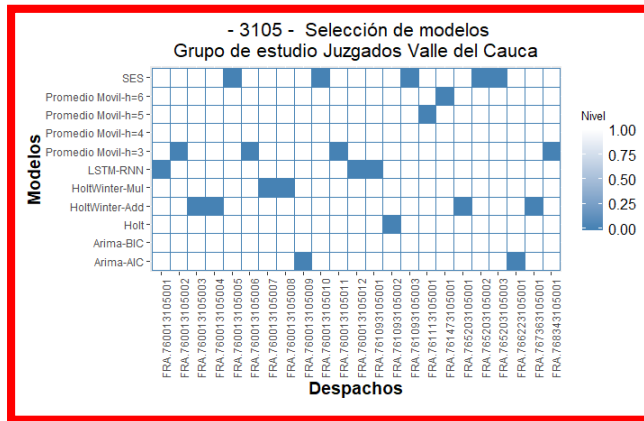 - 3105 -  Selección de modelos
Grupo de estudio Juzgados Valle del Cauca
Modelos
SES
Promedio Movil-h=6
Promedio Movil-h=5
Promedio Movil-h=4
Promedio Movil-h=3
LSTM-RNN
HoltWinter-Mul
HoltWinter-Add
Holt
Arima-BIC
Arima-AIC
Nivel
1.00
0.75
0.50
0.25
0.00
FRA.760013105001
FRA.760013105002
FRA.760013105003
FRA.760013105004
FRA.760013105005
FRA.760013105006
FRA.760013105007
FRA.760013105008
FRA.760013105009
FRA.760013105010
FRA.760013105011
FRA.760013105012
FRA.761093105001
FRA.761093105002
FRA.761093105003
FRA.761113105001
FRA.761473105001
FRA.765203105001
FRA.765203105002
FRA.765203105003
FRA.766223105001
FRA.767363105001
FRA.768343105001
Despachos